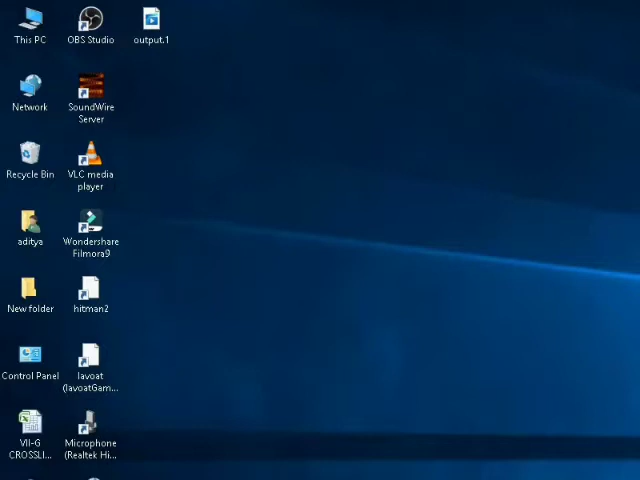 This PC
OBS Studio
output.1
Network
SoundWire
Server
Recycle Bin
VLC media
player
aditya
Wondershare
Filmora9
New folder
hitman2
Control Panel
lavoat
(lavoatGam...
VII-G
CROSSLI...
Microphone
(Realtek Hi...